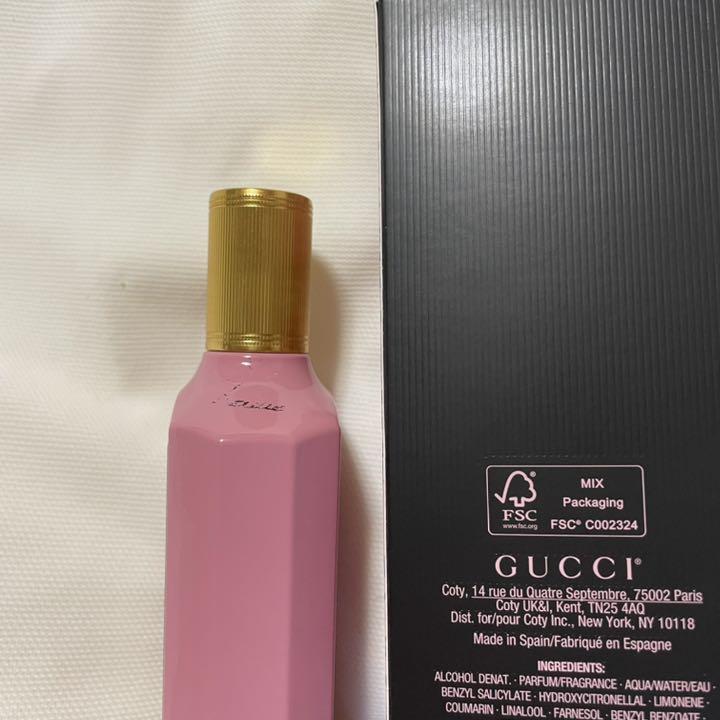 MIX
Packaging
FSC
www.fsc.org
FSC® C002324
GUCCI®
Coty, 14 rue du Quatre Septembre, 75002 Paris
Coty UK&I, Kent, TN25 4AQ
Dist. for/pour Coty Inc., New York, NY 10118
Made in Spain/Fabriqué en Espagne
INGREDIENTS:
ALCOHOL DENAT. · PARFUM/FRAGRANCE · AQUA/WATER/EAU ·
BENZYL SALICYLATE · HYDROXYCITRONELLAL · LIMONENE ·
COUMARIN · LINALOOL · FARNESOL · BENZYL BENZOATE